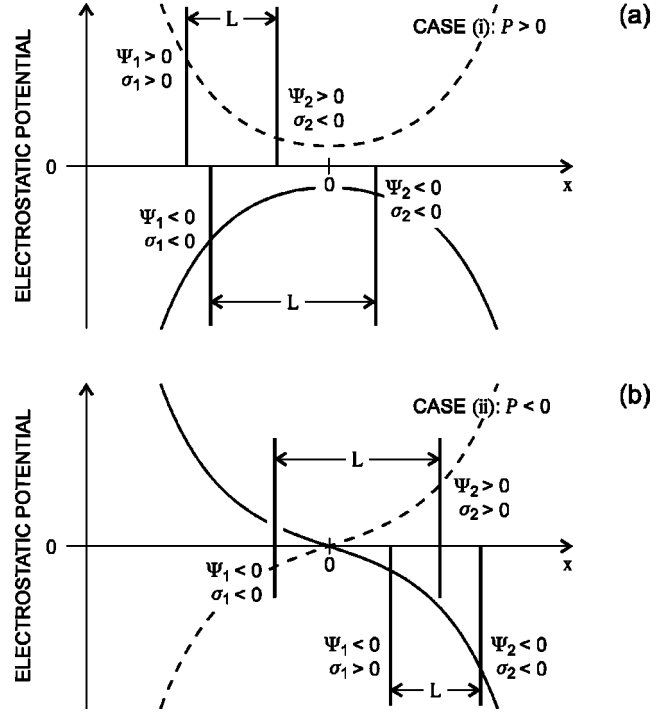 (a)
CASE (i): P > 0
L
Ψ1 > 0
σ1 > 0
Ψ2 > 0
σ2 < 0
ELECTROSTATIC POTENTIAL
0
0
x
Ψ1 < 0
σ1 < 0
Ψ2 < 0
σ2 < 0
L
(b)
CASE (ii): P < 0
L
Ψ2 > 0
σ2 > 0
ELECTROSTATIC POTENTIAL
0
0
x
Ψ1 < 0
σ1 < 0
Ψ1 < 0
σ1 > 0
Ψ2 < 0
σ2 < 0
L